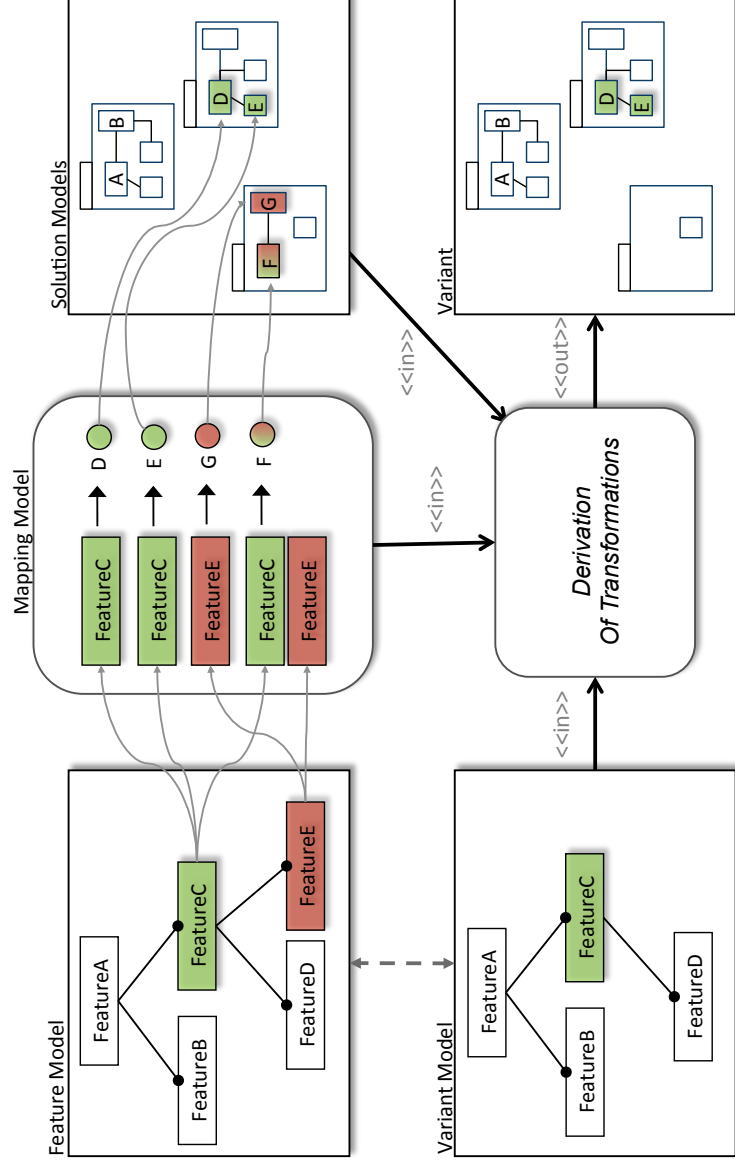 Feature Model
FeatureA
FeatureB
FeatureC
FeatureD
FeatureE
Mapping Model
FeatureC
D
FeatureC
E
FeatureE
G
FeatureC
F
FeatureE
Solution Models
A
B
D
E
F
G
<<in>>
<<in>>
Variant Model
FeatureA
FeatureB
FeatureC
FeatureD
<<in>>
Derivation
Of Transformations
<<out>>
Variant
A
B
D
E